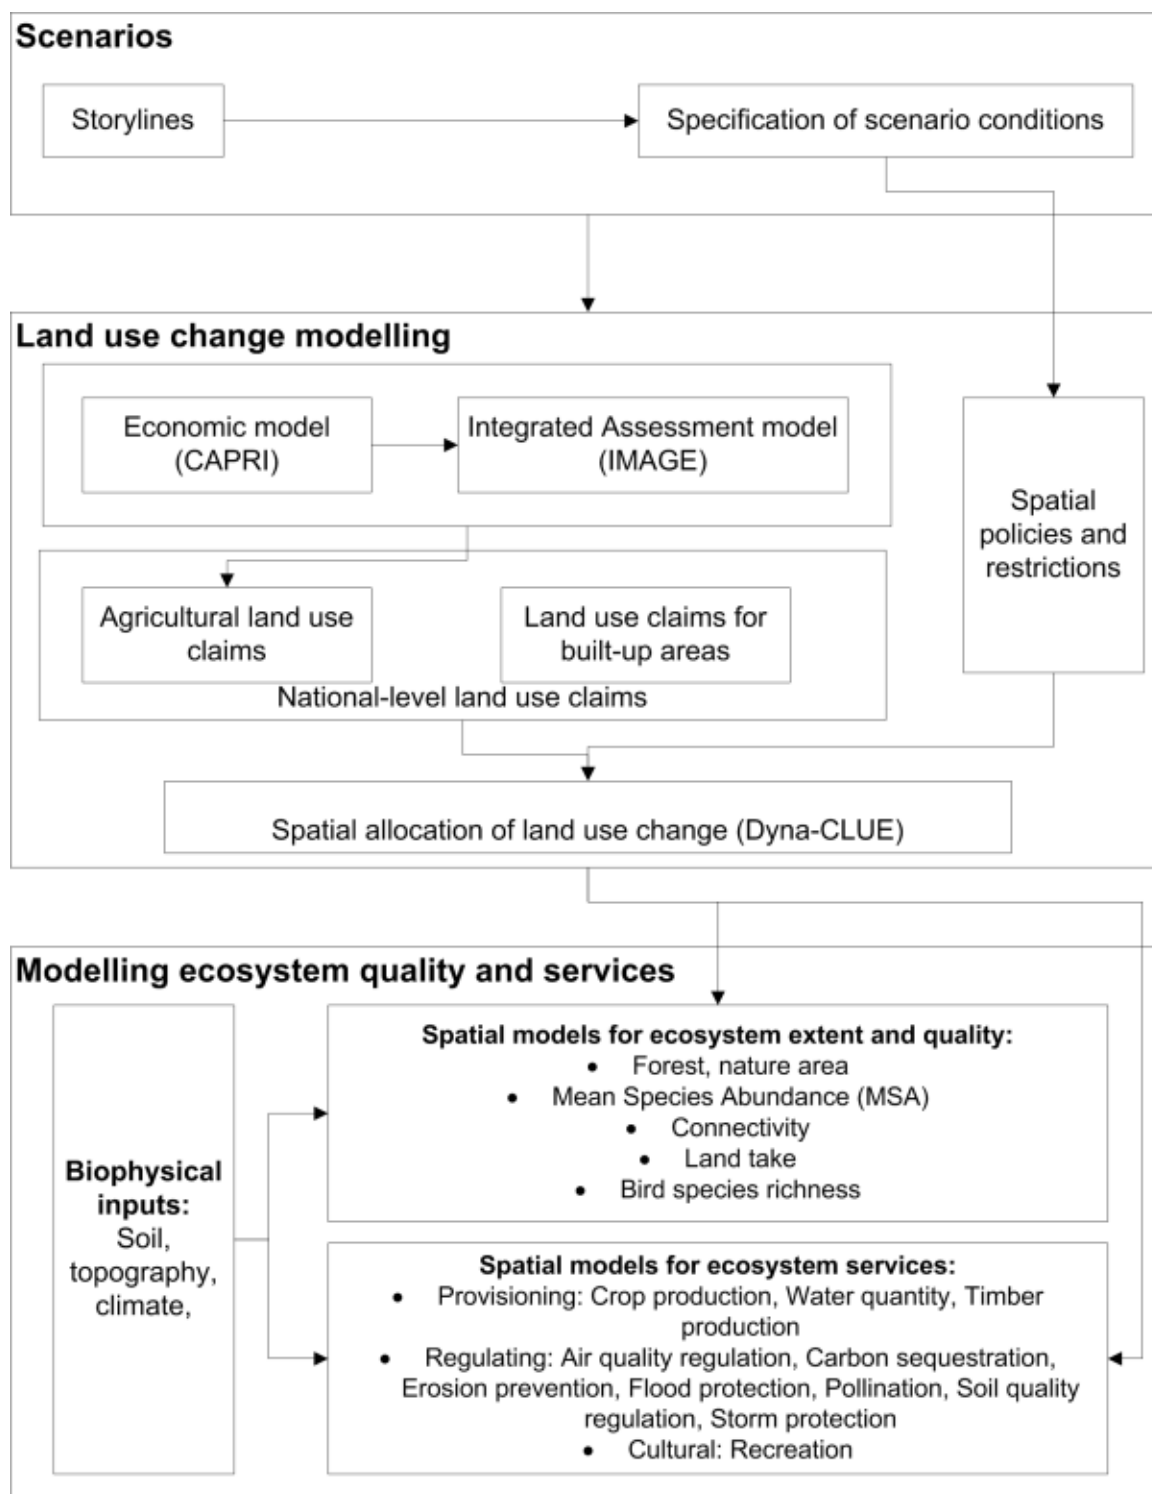 Scenarios
Storylines
Specification of scenario conditions
Land use change modelling
Economic model
(CAPRI)
Integrated Assessment model
(IMAGE)
Spatial
policies and
restrictions
Agricultural land use
claims
Land use claims for
built-up areas
National-level land use claims
Spatial allocation of land use change (Dyna-CLUE)
Modelling ecosystem quality and services
Biophysical
inputs:
Soil,
topography,
climate,
Spatial models for ecosystem extent and quality:
• Forest, nature area
• Mean Species Abundance (MSA)
• Connectivity
• Land take
• Bird species richness
Spatial models for ecosystem services:
• Provisioning: Crop production, Water quantity, Timber
production
• Regulating: Air quality regulation, Carbon sequestration,
Erosion prevention, Flood protection, Pollination, Soil quality
regulation, Storm protection
• Cultural: Recreation